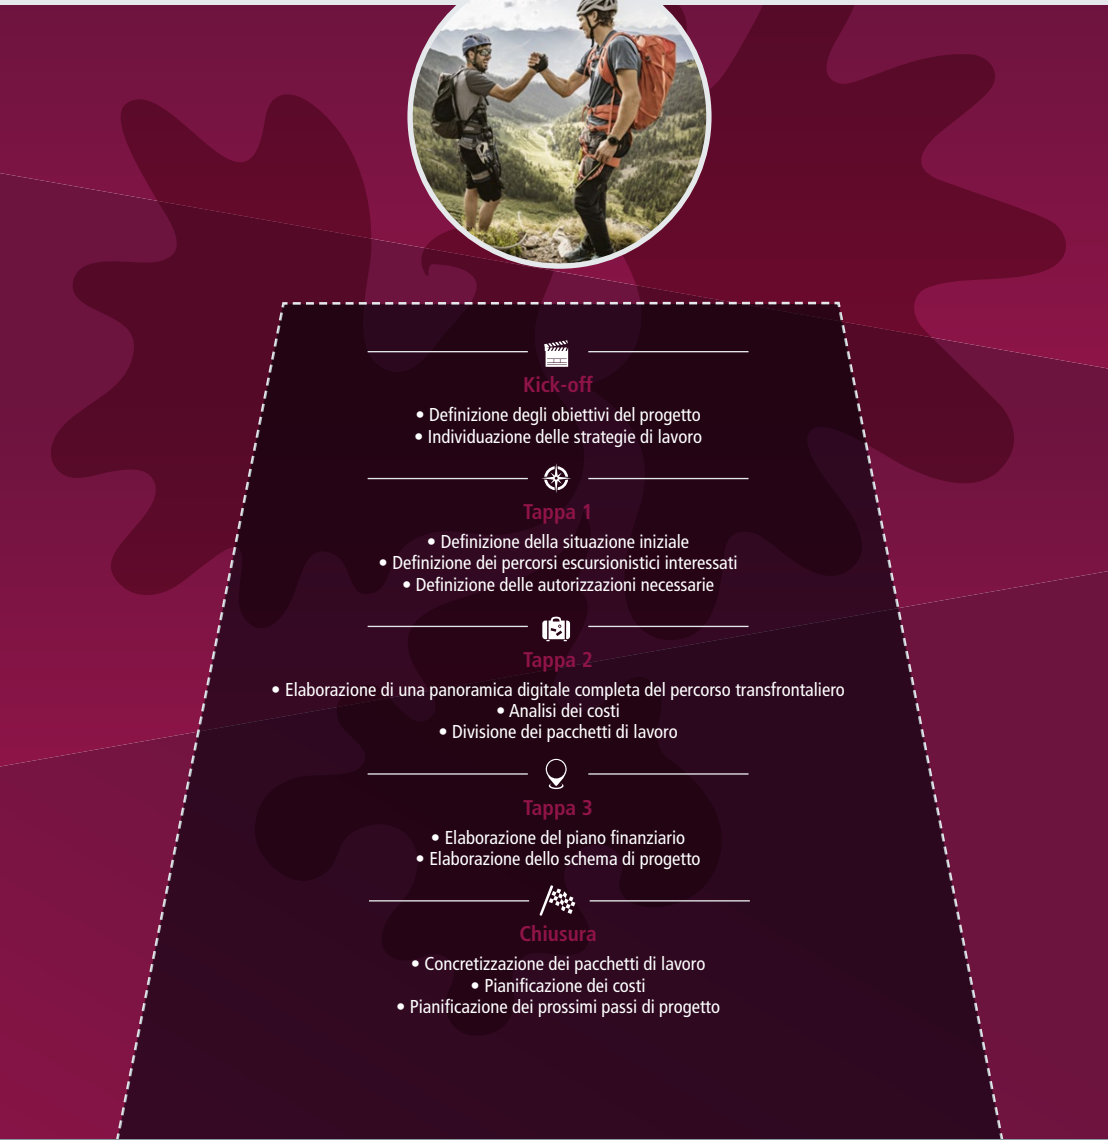 Kick-off
• Definizione degli obiettivi del progetto
• Individuazione delle strategie di lavoro
Tappa 1
• Definizione della situazione iniziale
• Definizione dei percorsi escursionistici interessati
• Definizione delle autorizzazioni necessarie
Tappa 2
• Elaborazione di una panoramica digitale completa del percorso transfrontaliero
• Analisi dei costi
• Divisione dei pacchetti di lavoro
Tappa 3
• Elaborazione del piano finanziario
• Elaborazione dello schema di progetto
Chiusura
• Concretizzazione dei pacchetti di lavoro
• Pianificazione dei costi
• Pianificazione dei prossimi passi di progetto